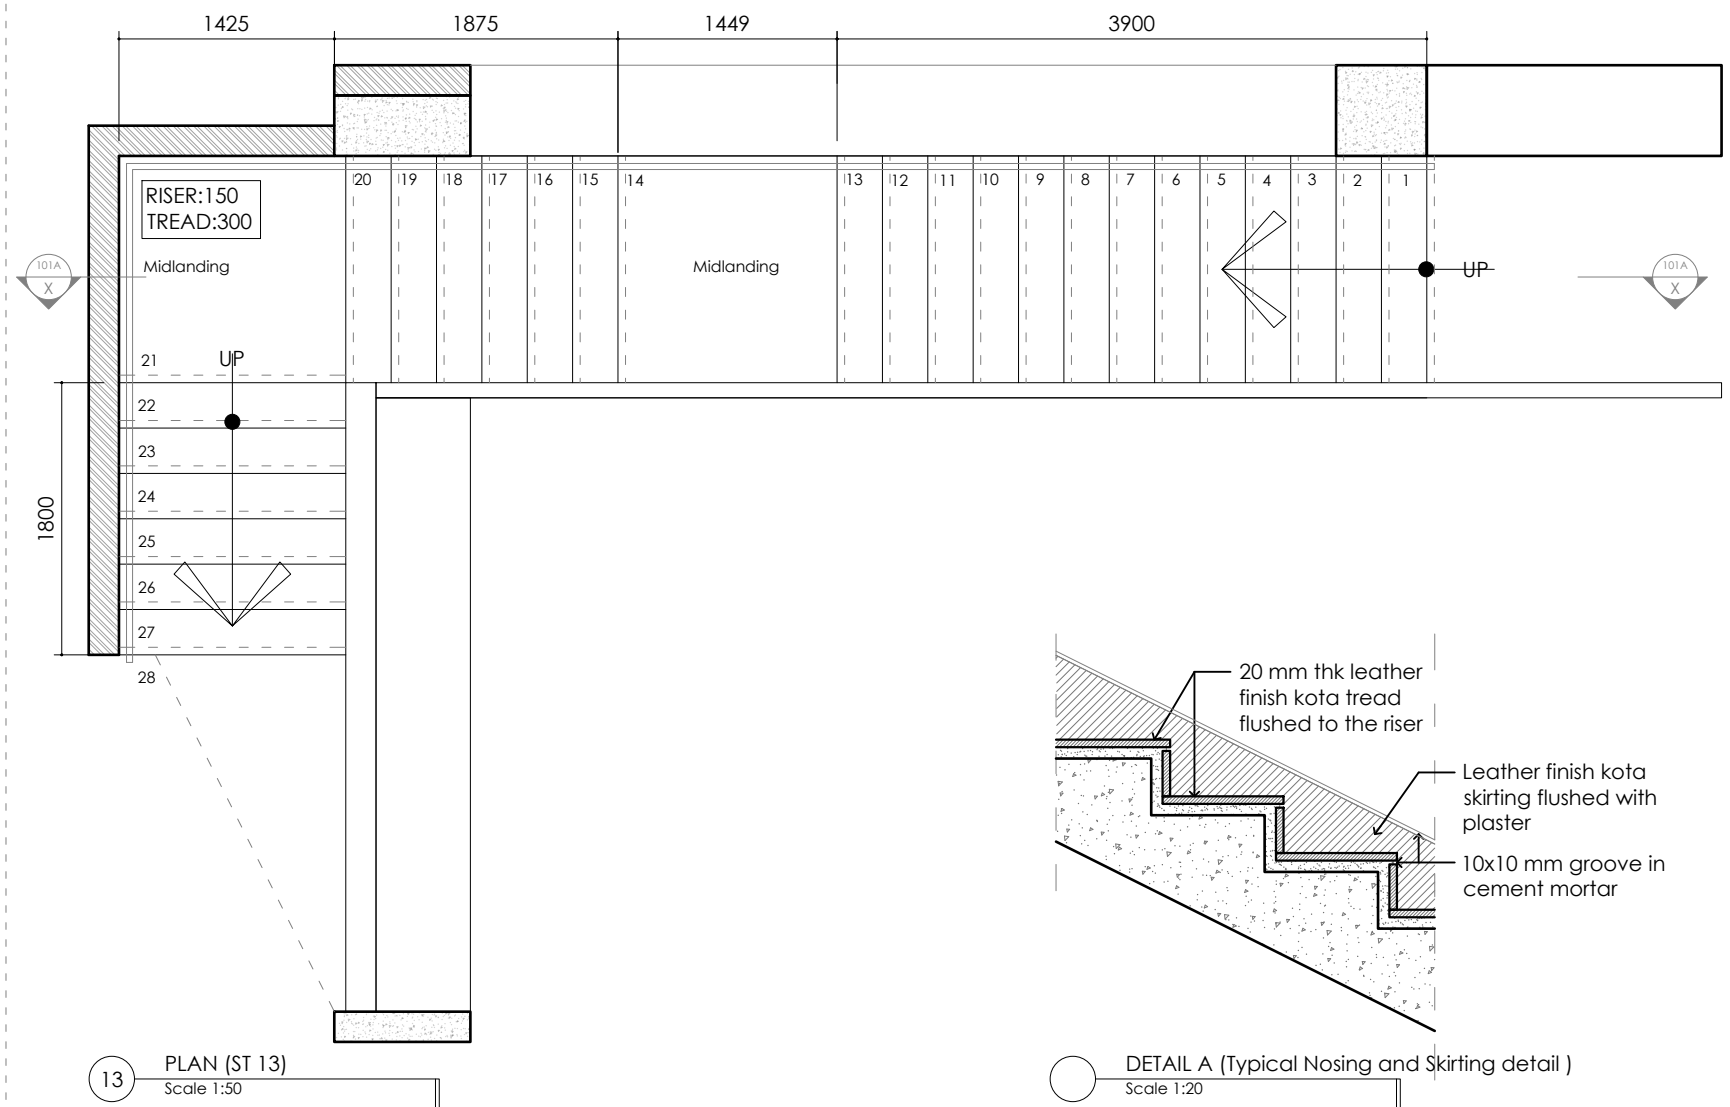 1425
1875
1449
3900
20
19
18
17
16
15
14
13
12
11
10
9
8
7
6
5
4
3
2
1
RISER:150
TREAD:300
Midlanding
Midlanding
101A
X
UP
101A
X
21
UP
22
23
24
25
26
27
28
1800
20 mm thk leather
finish kota tread
flushed to the riser
Leather finish kota
skirting flushed with
plaster
10x10 mm groove in
cement mortar
13
PLAN (ST 13)
Scale 1:50
DETAIL A (Typical Nosing and Skirting detail )
Scale 1:20